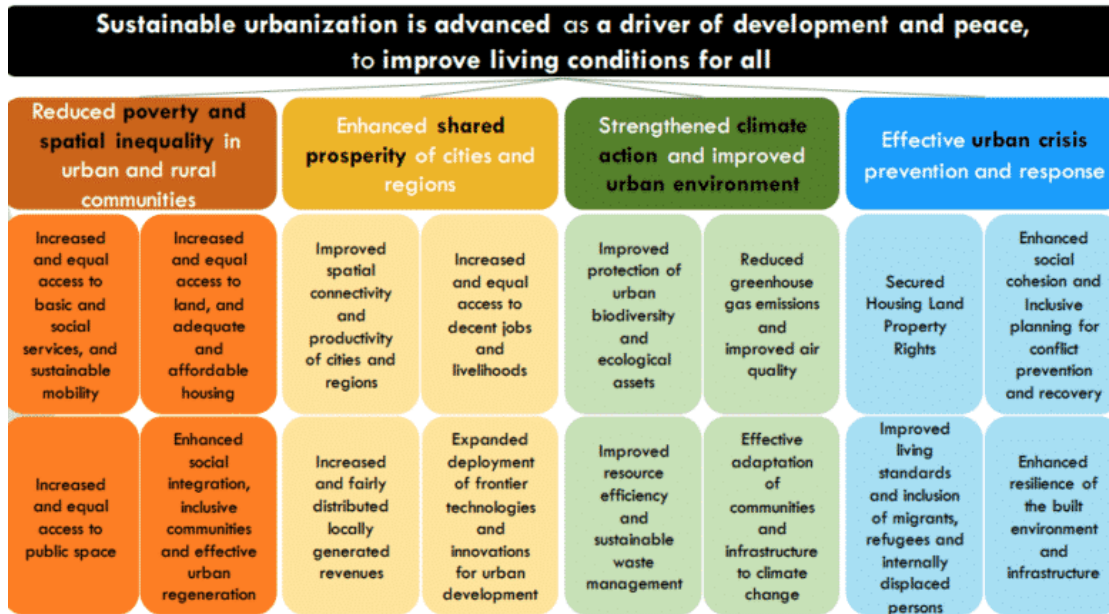 Sustainable urbanization is advanced as a driver of development and peace,
to improve living conditions for all
Reduced poverty and
spatial inequality in
urban and rural
communities
Enhanced shared
prosperity of cities and
regions
Strengthened climate
action and improved
urban environment
Effective urban crisis
prevention and response
Increased
and equal
access to
basic and
social
services, and
sustainable
mobility
Increased
and equal
access to
land, and
adequate
and
affordable
housing
Improved
spatial
connectivity
and
productivity
of cities and
regions
Increased
and equal
access to
decent jobs
and
livelihoods
Improved
protection of
urban
biodiversity
and
ecological
assets
Reduced
greenhouse
gas emissions
and
improved air
quality
Secured
Housing Land
Property
Rights
Enhanced
social
cohesion and
Inclusive
planning for
conflict
prevention
and recovery
Increased
and equal
access to
public space
Enhanced
social
integration,
inclusive
communities
and effective
urban
regeneration
Increased
and fairly
distributed
locally
generated
revenues
Expanded
deployment
of frontier
technologies
and
innovations
for urban
development
Improved
resource
efficiency
and
sustainable
waste
management
Effective
adaptation
of
communities
and
infrastructure
to climate
change
Improved
living
standards
and inclusion
of migrants,
refugees and
internally
displaced
persons
Enhanced
resilience of
the built
environment
and
infrastructure